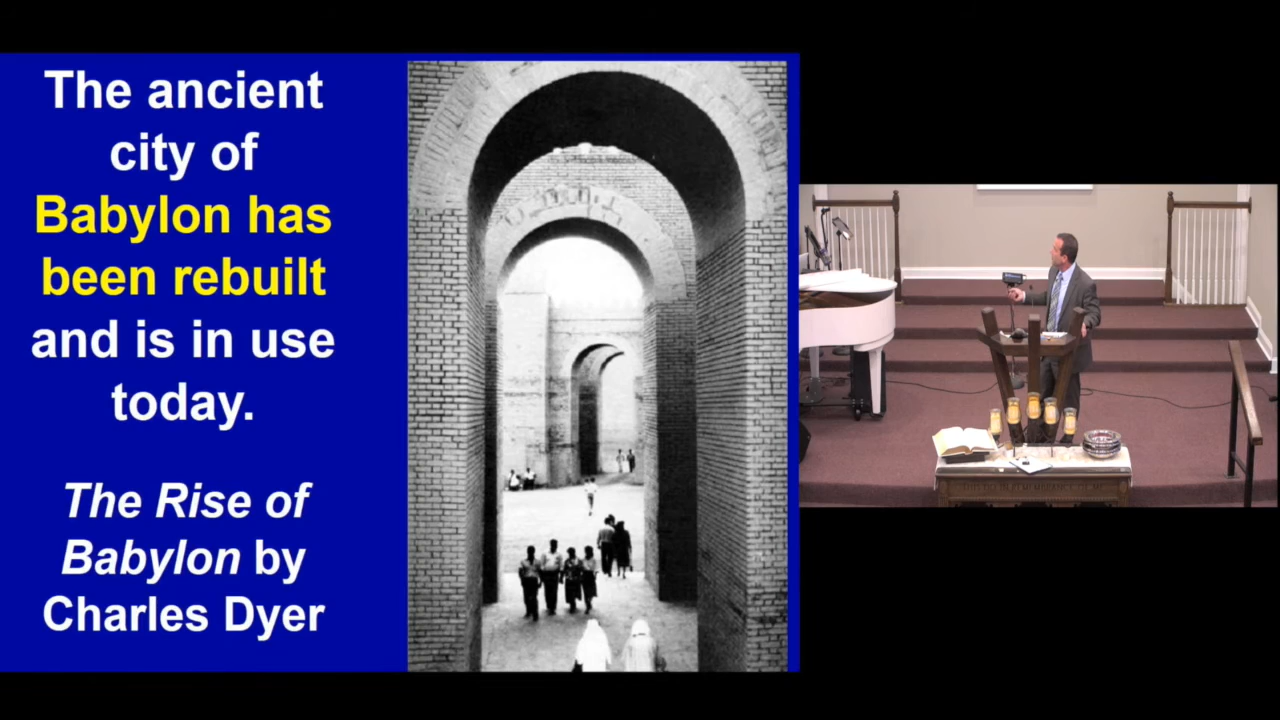 The ancient
city of
Babylon has
been rebuilt
and is in use
today.
The Rise of
Babylon by
Charles Dyer